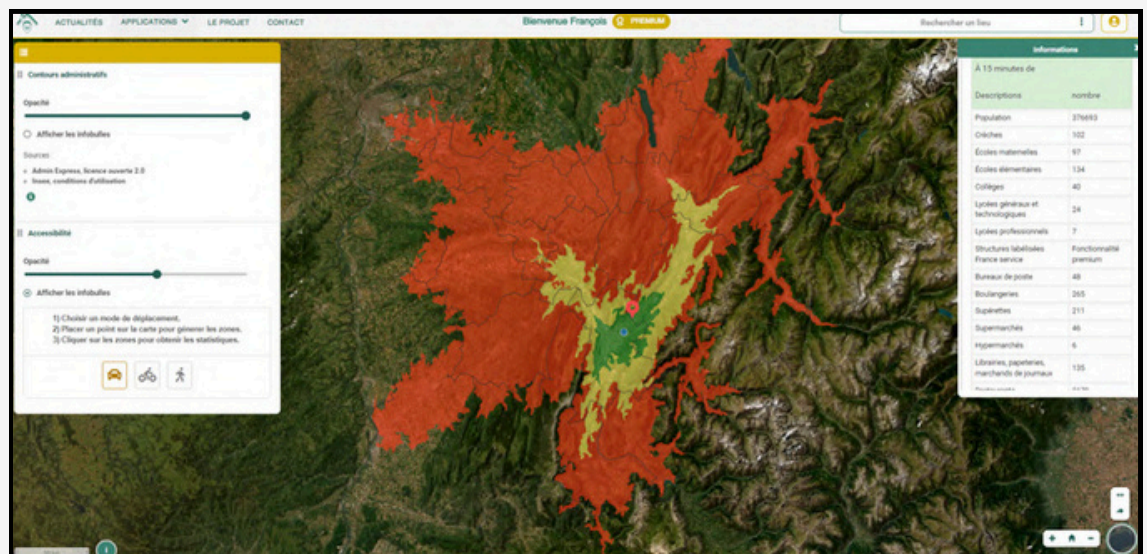 ACTUALITÉS APPLICATIONS LE PROJET CONTACT
Bienvenue François PREMIUM
Rechercher un lieu
Contours administratifs
Opacité
Afficher les infobulles
Sources :
Admin Express, licence ouverte 2.0
Insee, conditions d'utilisation
Accessibilité
Opacité
Afficher les infobulles
1) Choisir un mode de déplacement.
2) Placer un point sur la carte pour génerer les zones.
3) Cliquer sur les zones pour obtenir les statistiques.
Informations
À 15 minutes de
Descriptions nombre
Population 376693
Crèches 102
Écoles maternelles 97
Écoles élémentaires 134
Collèges 40
Lycées généraux et
technologiques 24
Lycées professionnels 7
Structures labélisées Fonctionnalité
France service premium
Bureaux de poste 48
Boulangeries 265
Supérettes 211
Supermarchés 46
Hypermarchés 6
Librairies, papeteries,
marchands de journaux 135